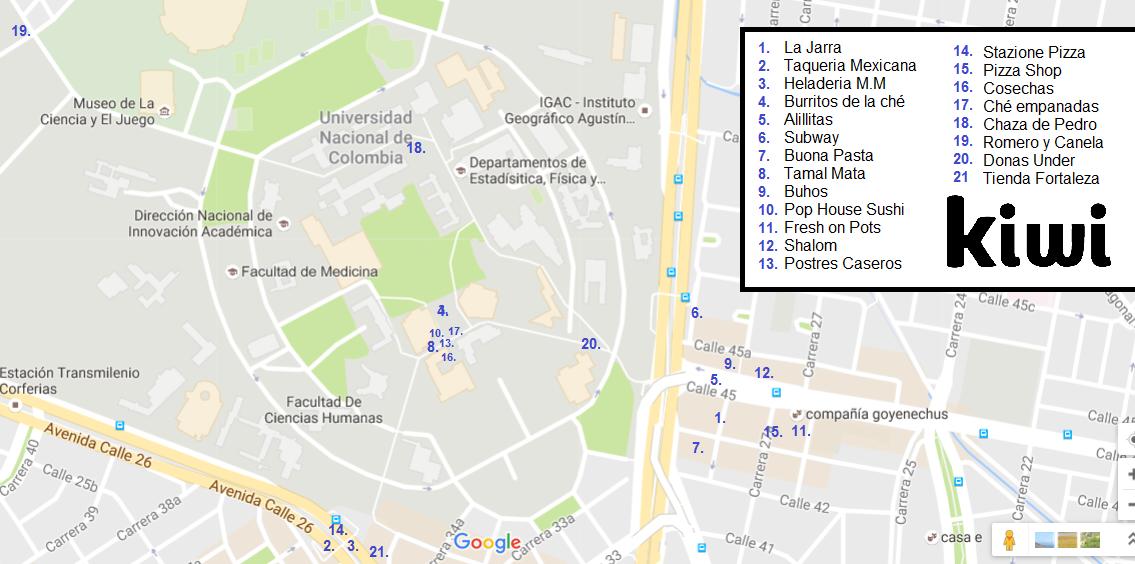 19.
Museo de La
Ciencia y El Juego
Universidad
Nacional de
Colombia
18.
IGAC - Instituto
Geográfico Agustín...
Departamentos de
Estadísitica, Física y...
Dirección Nacional de
Innovación Académica
Facultad de Medicina
4.
10. 17.
8. 13.
16.
20.
Estación Transmilenio
Corferias
Facultad De
Ciencias Humanas
Avenida Calle 26
Avenida Calle 26
Carrera 40
Calle 25b
Carrera 39
Carrera 38a
14.
2. 3. 21.
Carrera 34a
Google
Carrera 33a
33
1. La Jarra
2. Taqueria Mexicana
3. Heladeria M.M
4. Burritos de la ché
5. Alillitas
6. Subway
7. Buona Pasta
8. Tamal Mata
9. Buhos
10. Pop House Sushi
11. Fresh on Pots
12. Shalom
13. Postres Caseros
14. Stazione Pizza
15. Pizza Shop
16. Cosechas
17. Ché empanadas
18. Chaza de Pedro
19. Romero y Canela
20. Donas Under
21 Tienda Fortaleza
kiwi
6.
Calle 45a
9.
12.
5.
Calle 45
1.
compañía goyenechus
15. 11.
7.
Carrera 27
Carrera 27
Carrera 24
Calle 45c
Carrera 25
Carrera 22
Calle 42
Calle 41
casa e